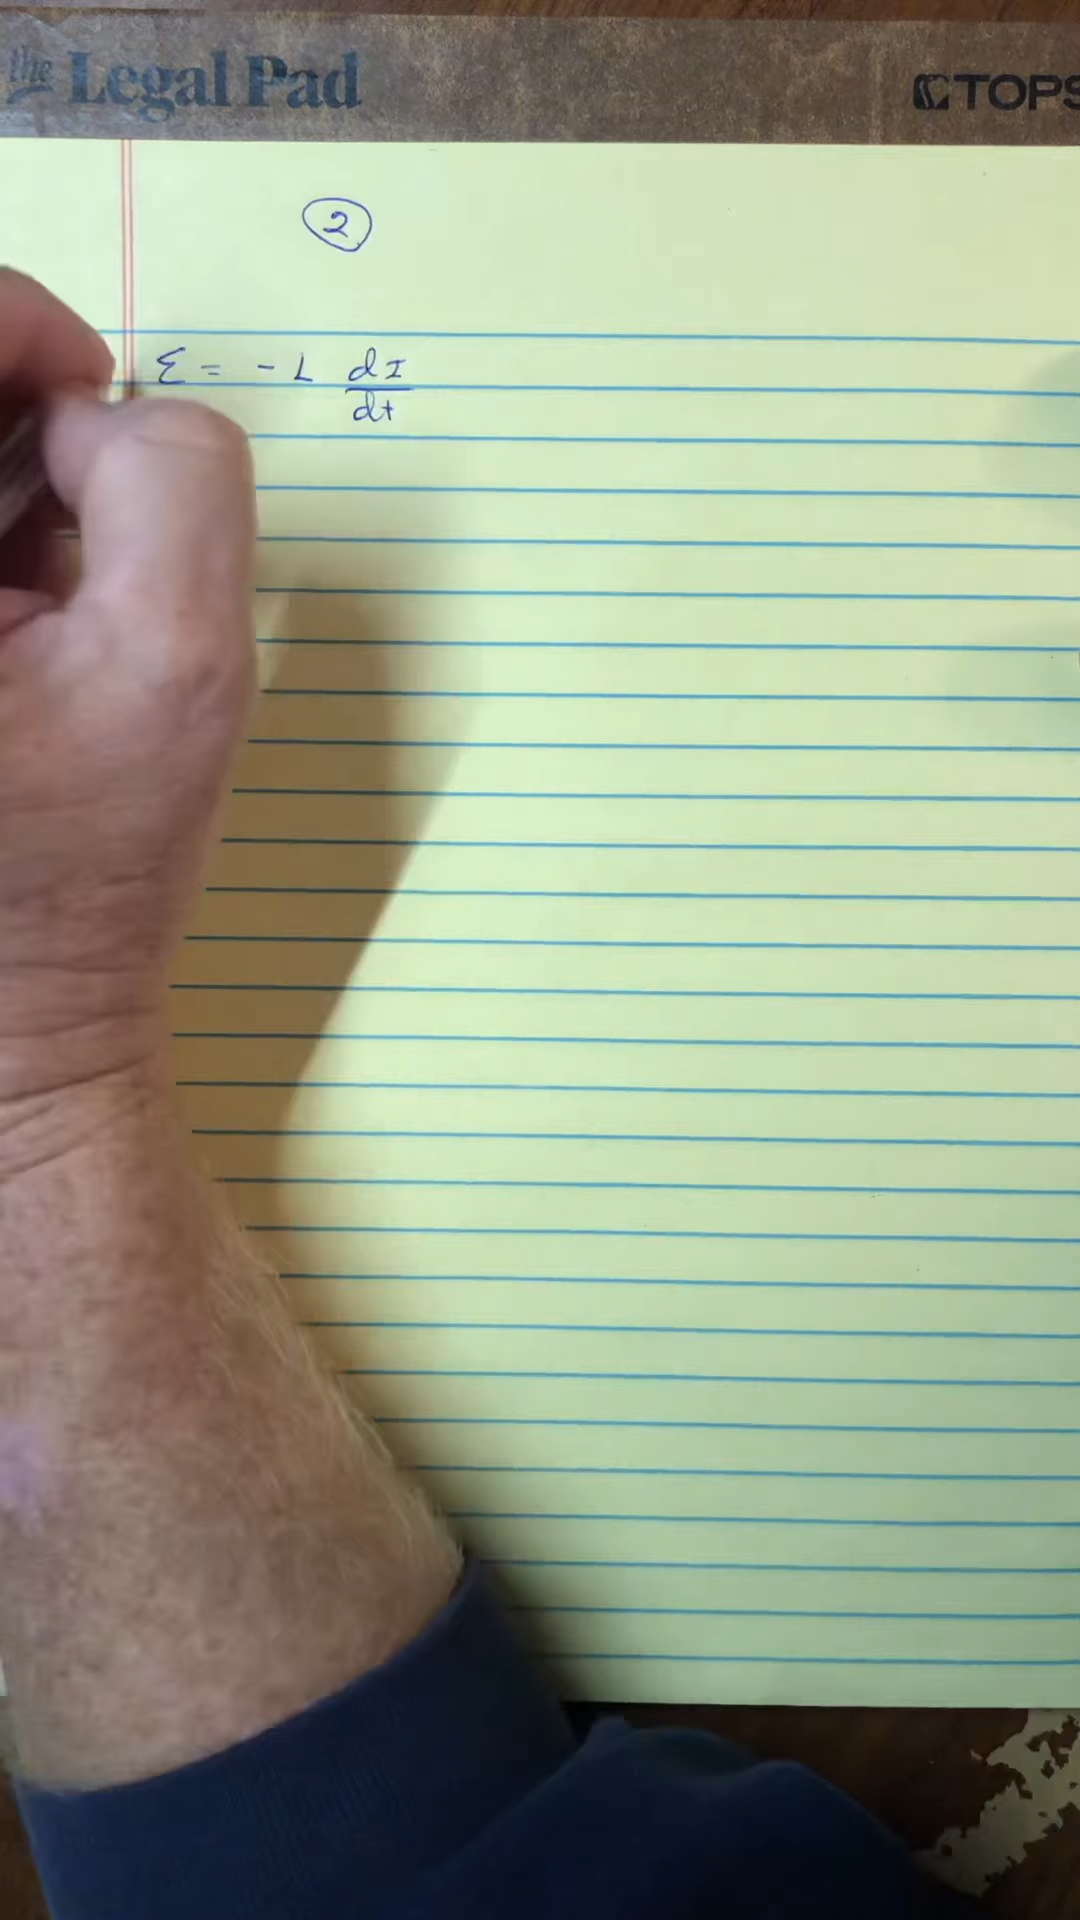 the Legal Pad TOPS
2
Ɛ = - L dI
dt